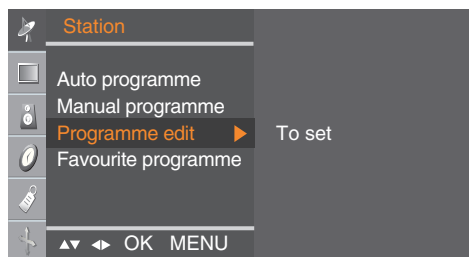 Station
Auto programme
Manual programme
Programme edit ▶ To set
Favourite programme
▲▼ ◀▶ OK MENU